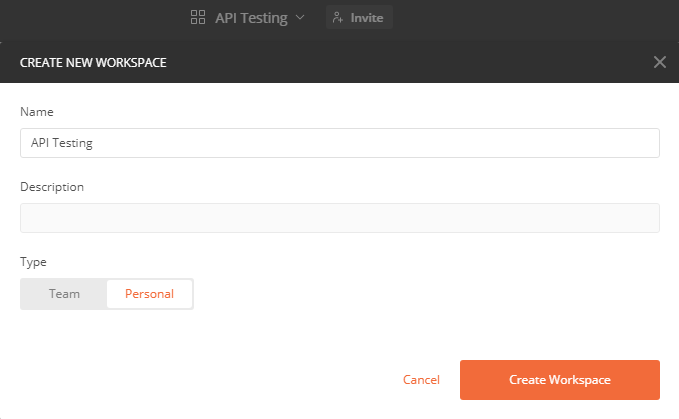 API Testing
Invite
CREATE NEW WORKSPACE
Name
API Testing
Description
Type
Team
Personal
Cancel
Create Workspace